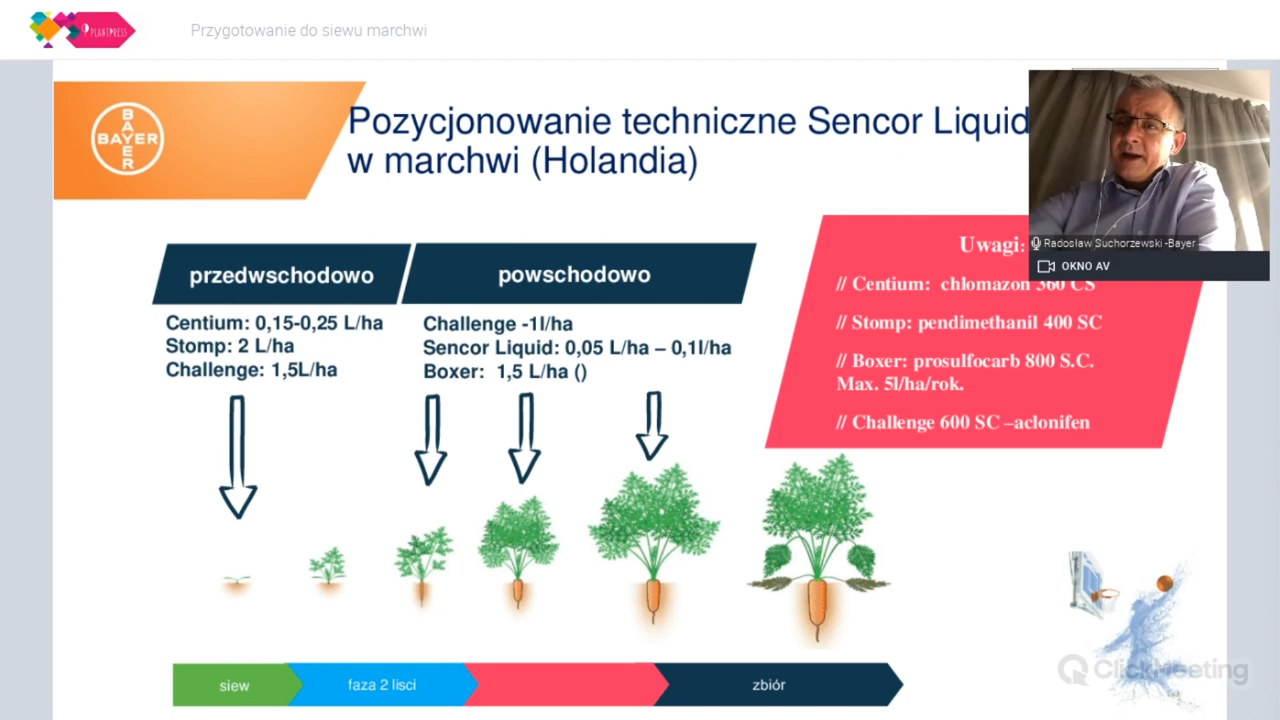 PLANTPRESS
Przygotowanie do siewu marchwi
BAYER
BAYER
Pozycjonowanie techniczne Sencor Liquid
w marchwi (Holandia)
Radosław Suchorzewski -Bayer
OKNO AV
przedwschodowo
powschodowo
Centium: 0,15-0,25 L/ha
Stomp: 2 L/ha
Challenge: 1,5L/ha
Challenge -1l/ha
Sencor Liquid: 0,05 L/ha – 0,1l/ha
Boxer: 1,5 L/ha ()
Uwagi:
// Centium: chlomazon 360 CS
// Stomp: pendimethanil 400 SC
// Boxer: prosulfocarb 800 S.C.
Max. 5l/ha/rok.
// Challenge 600 SC –aclonifen
siew
faza 2 lisci
zbiór
ClickMeeting